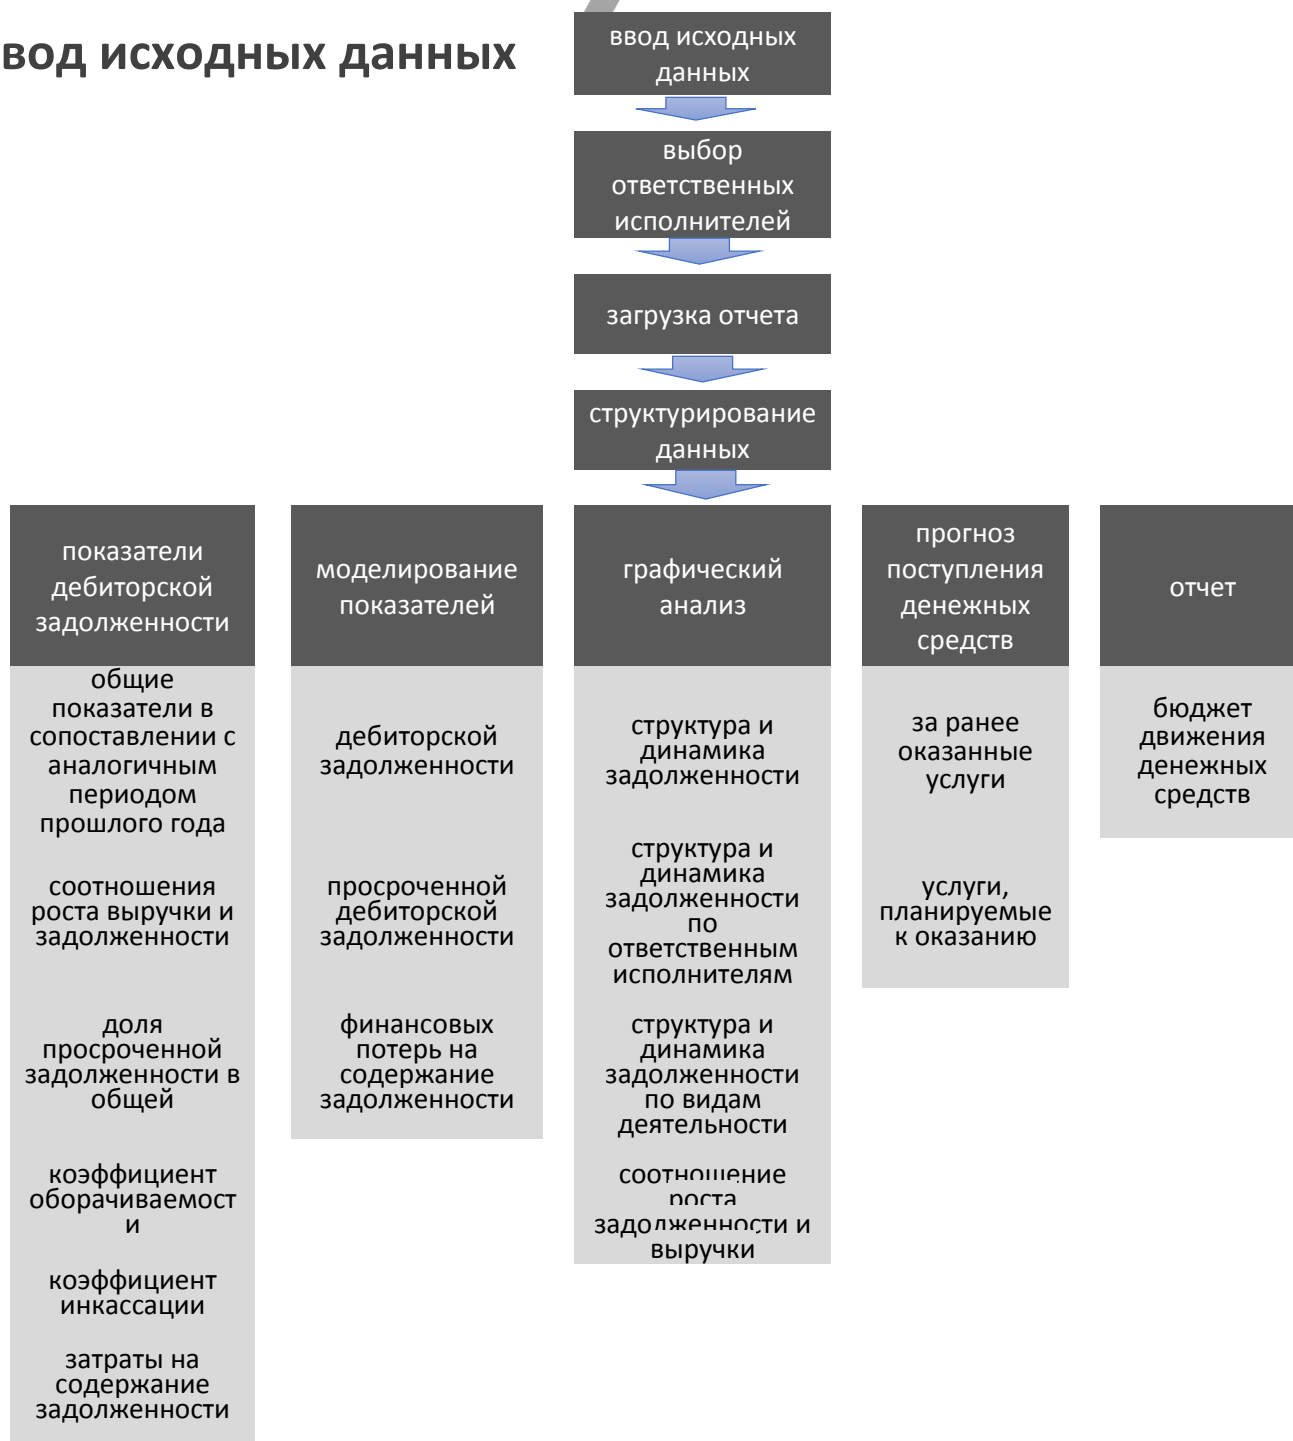 вод исходных данных
ввод исходных
данных
выбор
ответственных
исполнителей
загрузка отчета
структурирование
данных
показатели
дебиторской
задолженности
общие
показатели в
сопоставлении с
аналогичным
периодом
прошлого года
соотношения
роста выручки и
задолженности
доля
просроченной
задолженности в
общей
коэффициент
оборачиваемост
и
коэффициент
инкассации
затраты на
содержание
задолженности
моделирование
показателей
дебиторской
задолженности
просроченной
дебиторской
задолженности
финансовых
потерь на
содержание
задолженности
графический
анализ
структура и
динамика
задолженности
структура и
динамика
задолженности
по
ответственным
исполнителям
структура и
динамика
задолженности
по видам
деятельности
соотношение
роста
задолженности и
выручки
прогноз
поступления
денежных
средств
за ранее
оказанные
услуги
услуги,
планируемые
к оказанию
отчет
бюджет
движения
денежных
средств